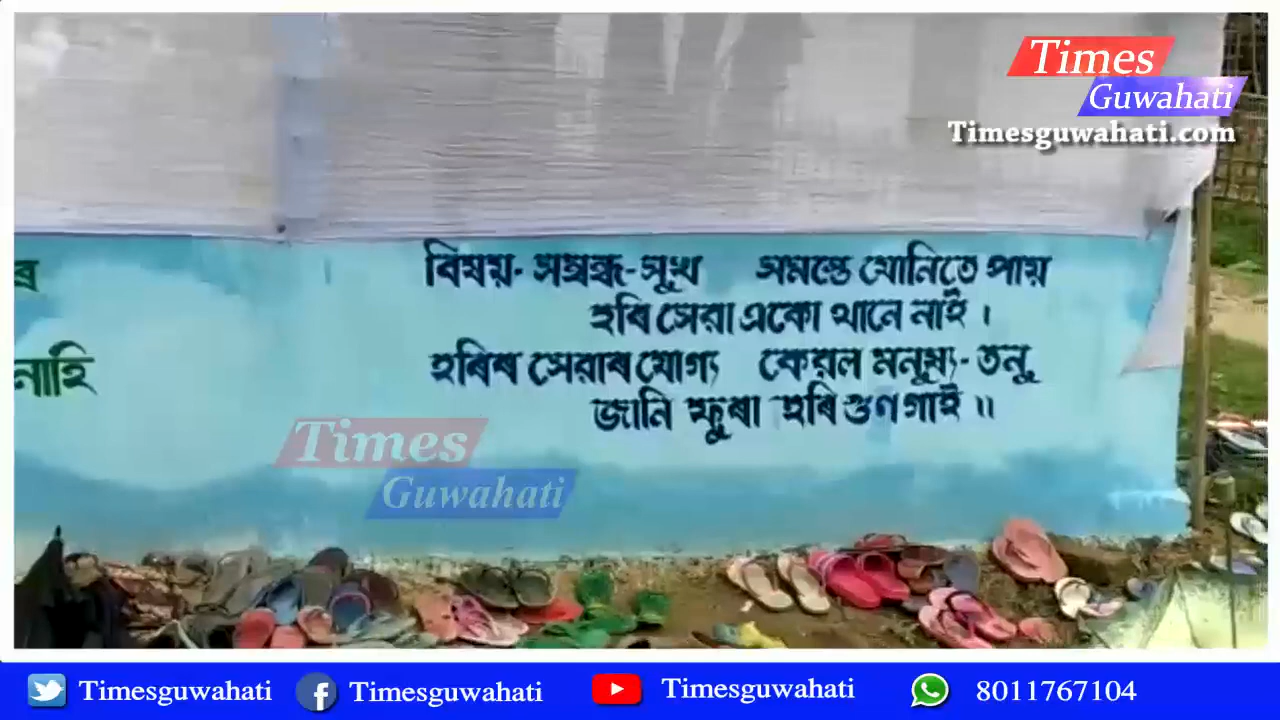 Times
Guwahati
Timesguwahati.com
ৰ
নাহি
বিষয়-সম্বন্ধ-সুখ সমস্তে যোনিতে পায়
হৰি সেৱা একো থানে নাই ।
হৰিৰ সেৱাৰ যোগ্য কেৱল মনুষ্য-তনু
জানি ফুৰা হৰি গুণ গাই ॥
Times
Guwahati
Timesguwahati
Timesguwahati
Timesguwahati
8011767104